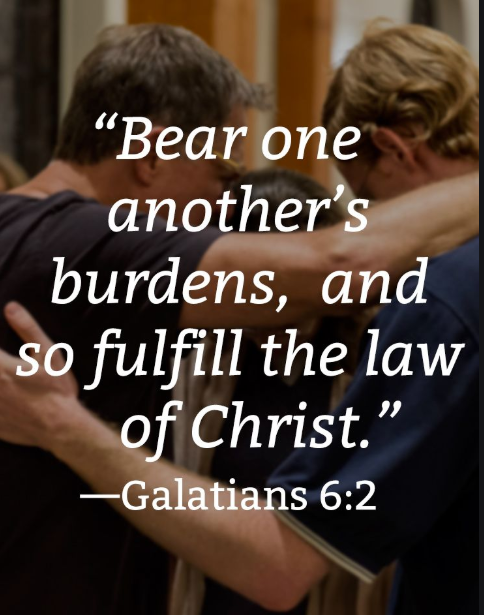 “Bear one
another’s
burdens,  and
so fulfill the law
of Christ.”
—Galatians 6:2